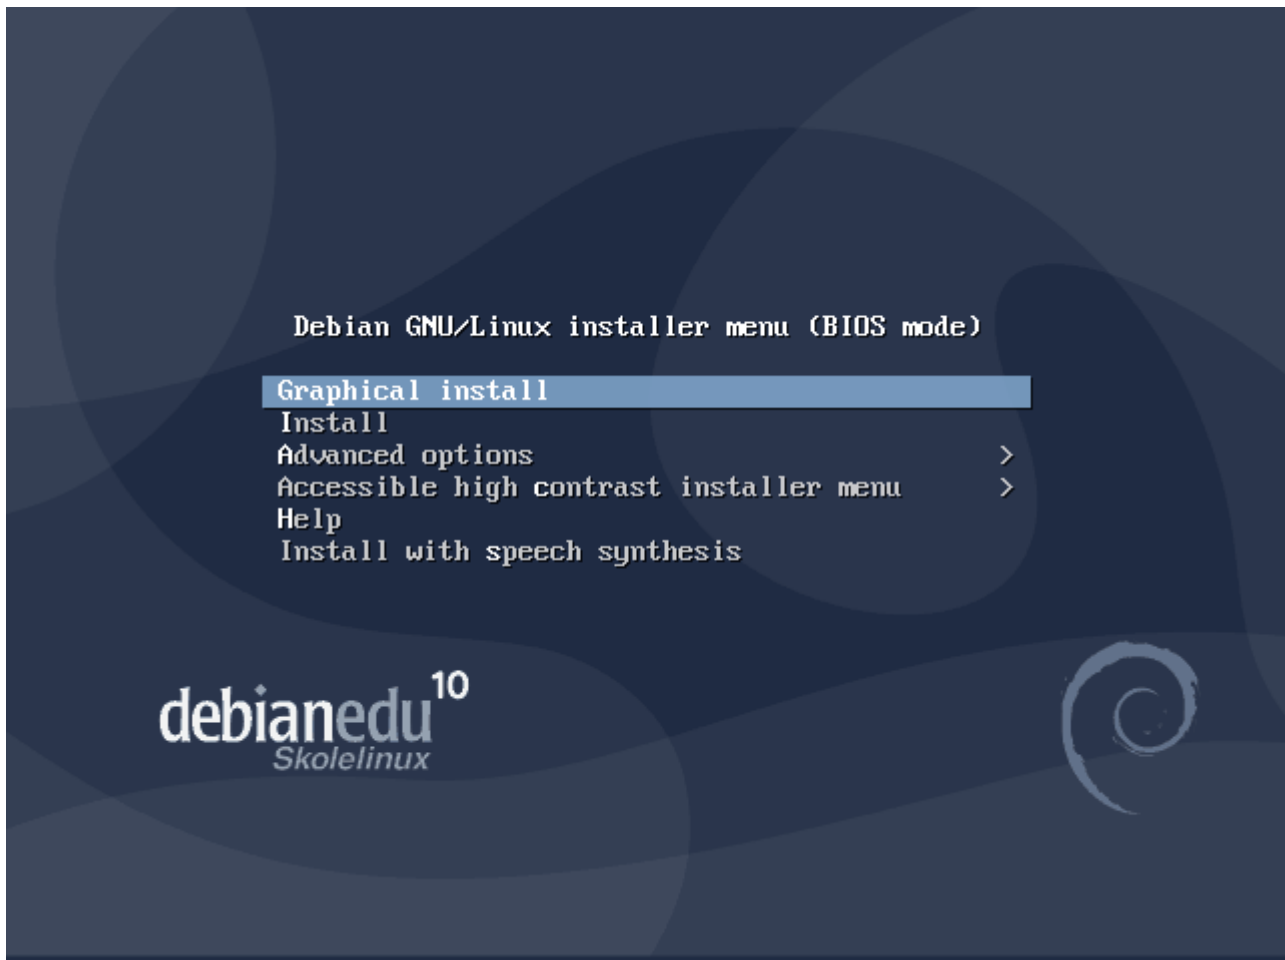 Debian GNU/Linux installer menu (BIOS mode)
Graphical install
Install
Advanced options >
Accessible high contrast installer menu >
Help
Install with speech synthesis
debianedu 10
Skolelinux